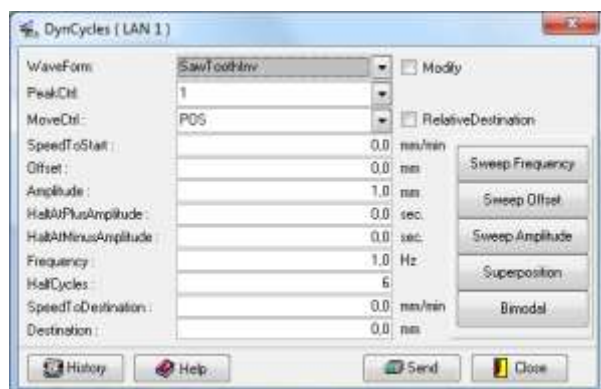 DynCycles ( LAN 1 )
WaveForm: SawToothInv Modify
PeakCtrl: 1
MoveCtrl: POS RelativeDestination
SpeedToStart : 0,0 mm/min
Offset : 0,0 mm Sweep Frequency
Amplitude : 1,0 mm Sweep Offset
HaltAtPlusAmplitude : 0,0 sec.
HaltAtMinusAmplitude : 0,0 sec. Sweep Amplitude
Frequency : 1,0 Hz Superposition
HalfCycles : 6
SpeedToDestination : 0,0 mm/min Bimodal
Destination : 0,0 mm
History Help Send Close